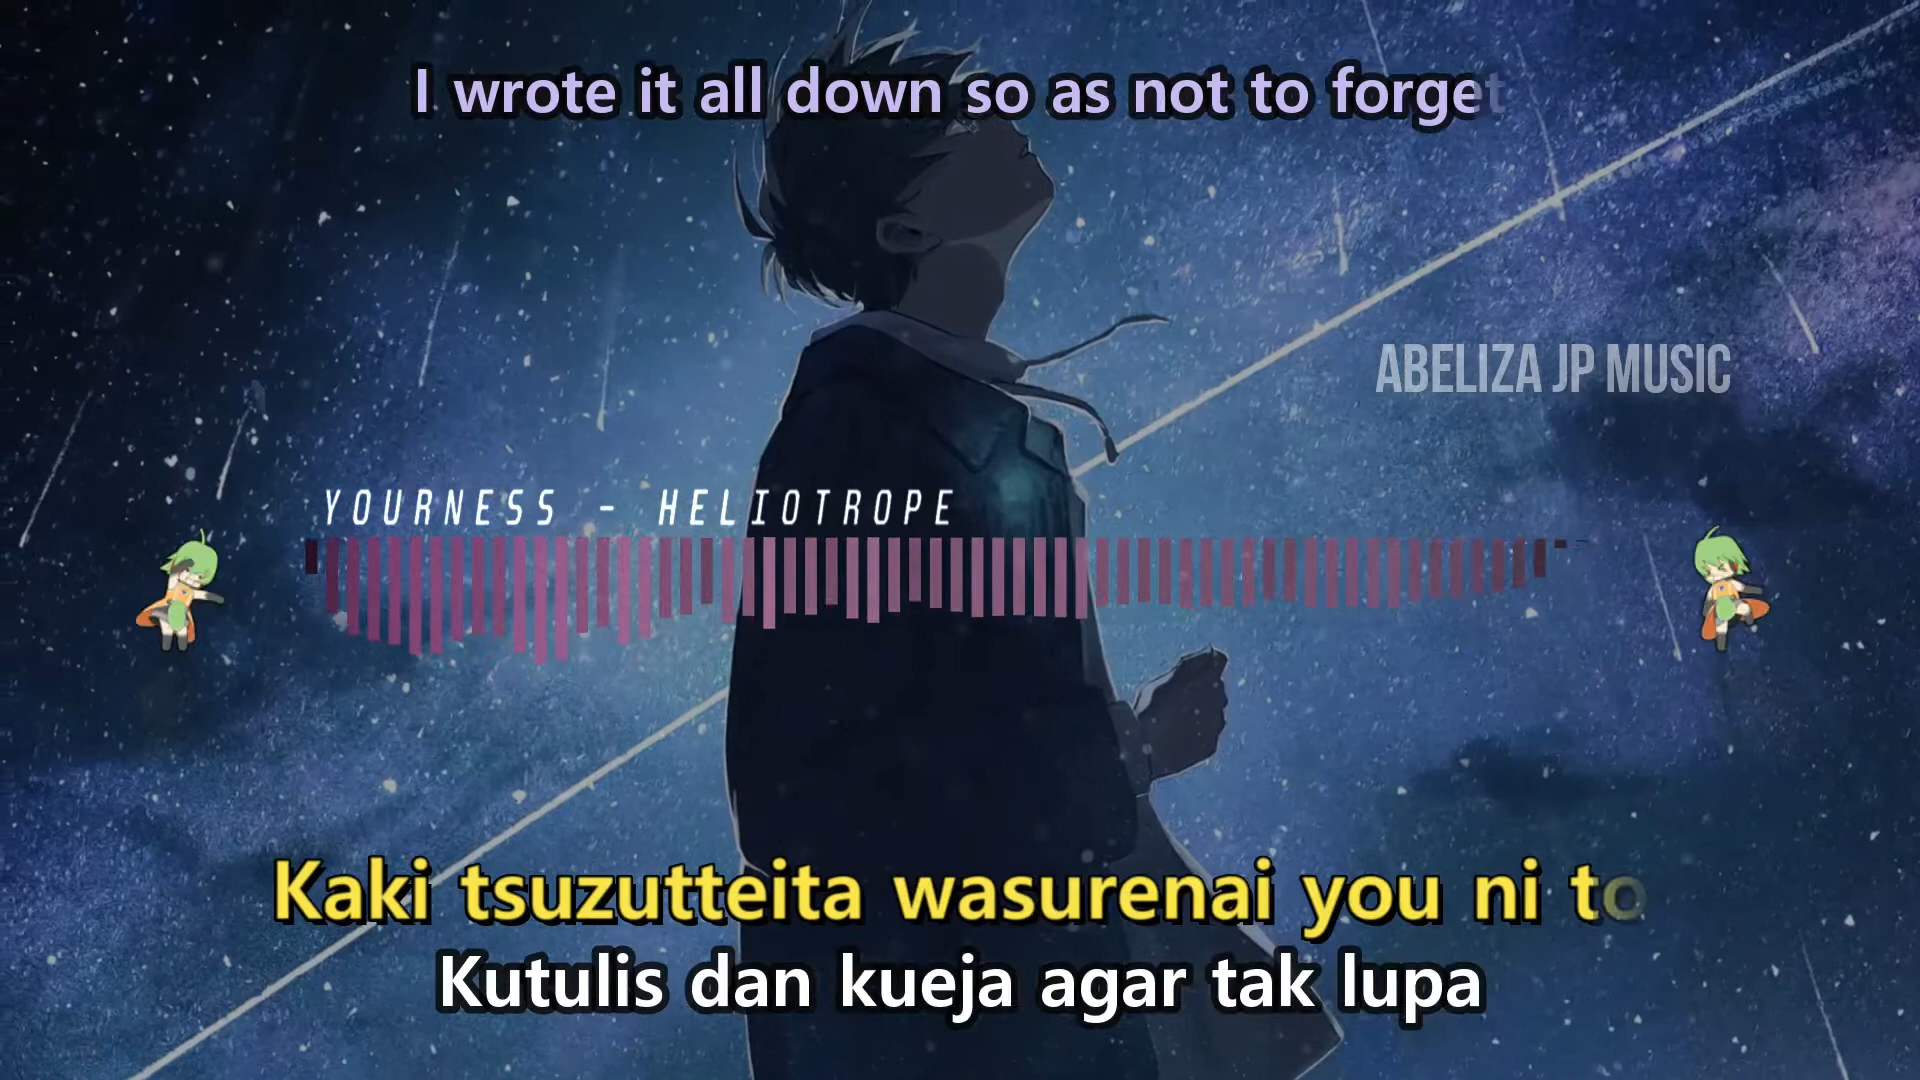 I wrote it all down so as not to forget
ABELIZA JP MUSIC
YOURNESS - HELIOTROPE
Kaki tsuzutteita wasurenai you ni to
Kutulis dan kueja agar tak lupa